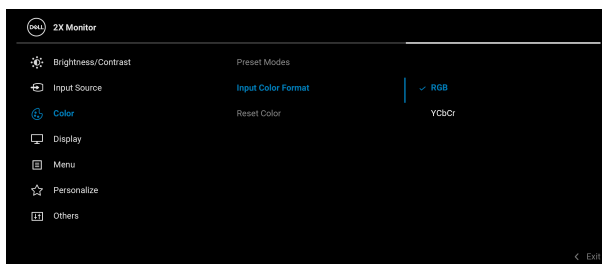 DELL
2X Monitor
Brightness/Contrast
Preset Modes
Input Source
Input Color Format
RGB
Color
Reset Color
YCbCr
Display
Menu
Personalize
Others
Exit